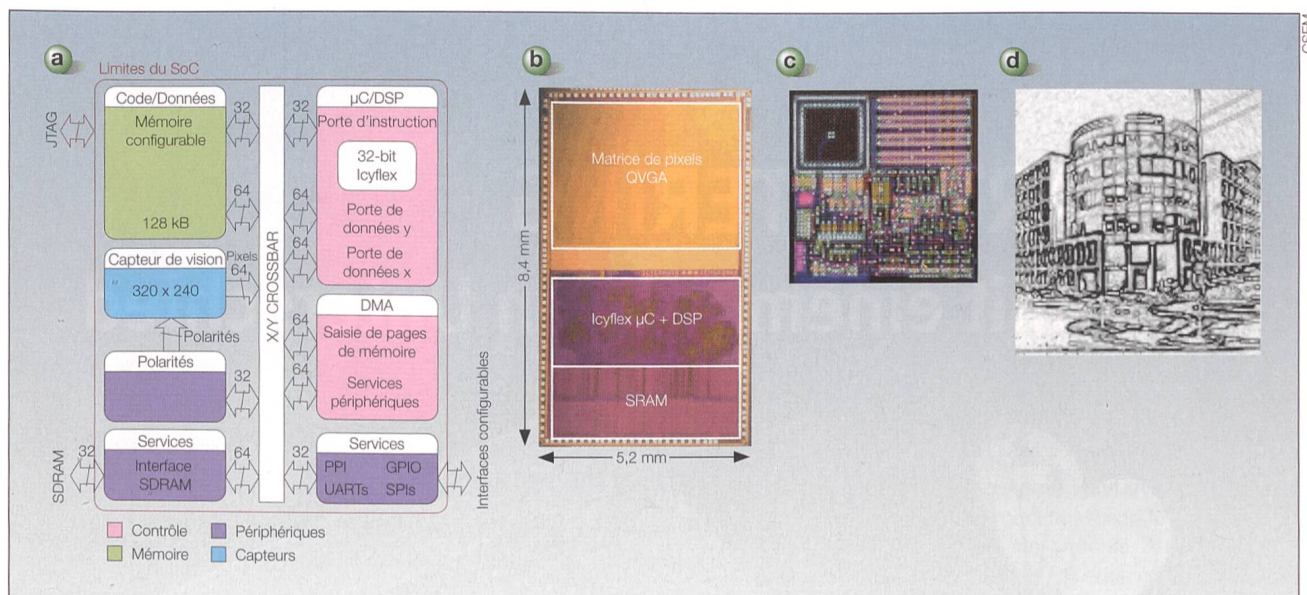 CSEM
a
Limites du SoC
JTAG
Code/Données
Mémoire
configurable
128 kB
32
64
Capteur de vision
320 x 240
Pixels
64
Polarités
Polarités
32
Services
Interface
SDRAM
SDRAM
32
64
X/Y CROSSBAR
32
µC/DSP
Porte d'instruction
32-bit
Icyflex
64
Porte de
données y
64
Porte de
données x
DMA
64
Saisie de pages
de mémoire
64
Services
périphériques
Services
32
PPI GPIO
UARTs SPIs
Interfaces configurables
Contrôle
Périphériques
Mémoire
Capteurs
b
8,4 mm
Matrice de pixels
QVGA
Icyflex µC + DSP
SRAM
5,2 mm
c
d